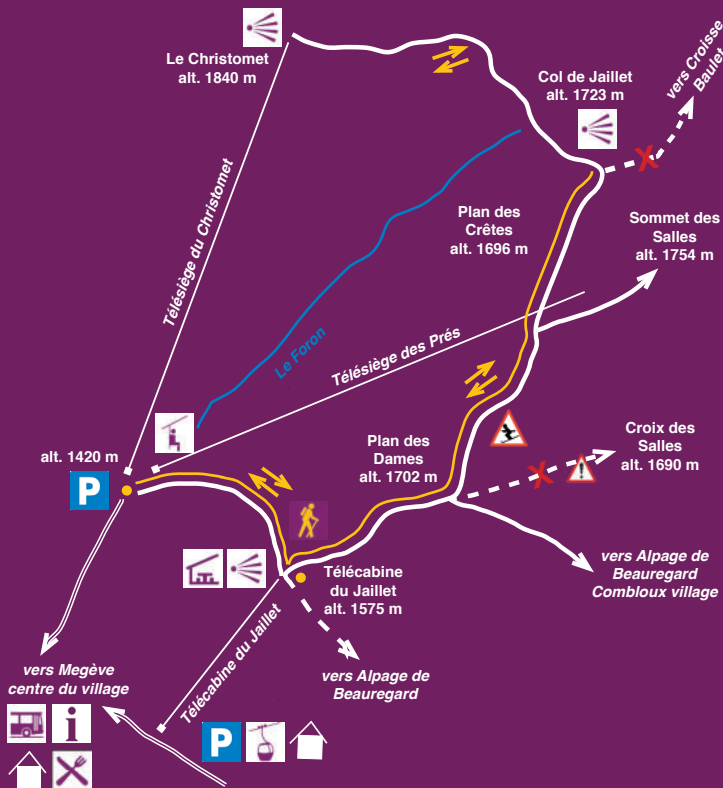 Le Christomet
alt. 1840 m
Col de Jaillet
alt. 1723 m
vers Croisse
Baulet
Télésiège du Christomet
Plan des
Crêtes
alt. 1696 m
Sommet des
Salles
alt. 1754 m
Le Foron
Télésiège des Prés
alt. 1420 m
P
Plan des
Dames
alt. 1702 m
Croix des
Salles
alt. 1690 m
Télécabine
du Jaillet
alt. 1575 m
vers Alpage de
Beauregard
Combloux village
Télécabine du Jaillet
vers Alpage de
Beauregard
vers Megève
centre du village
i
P